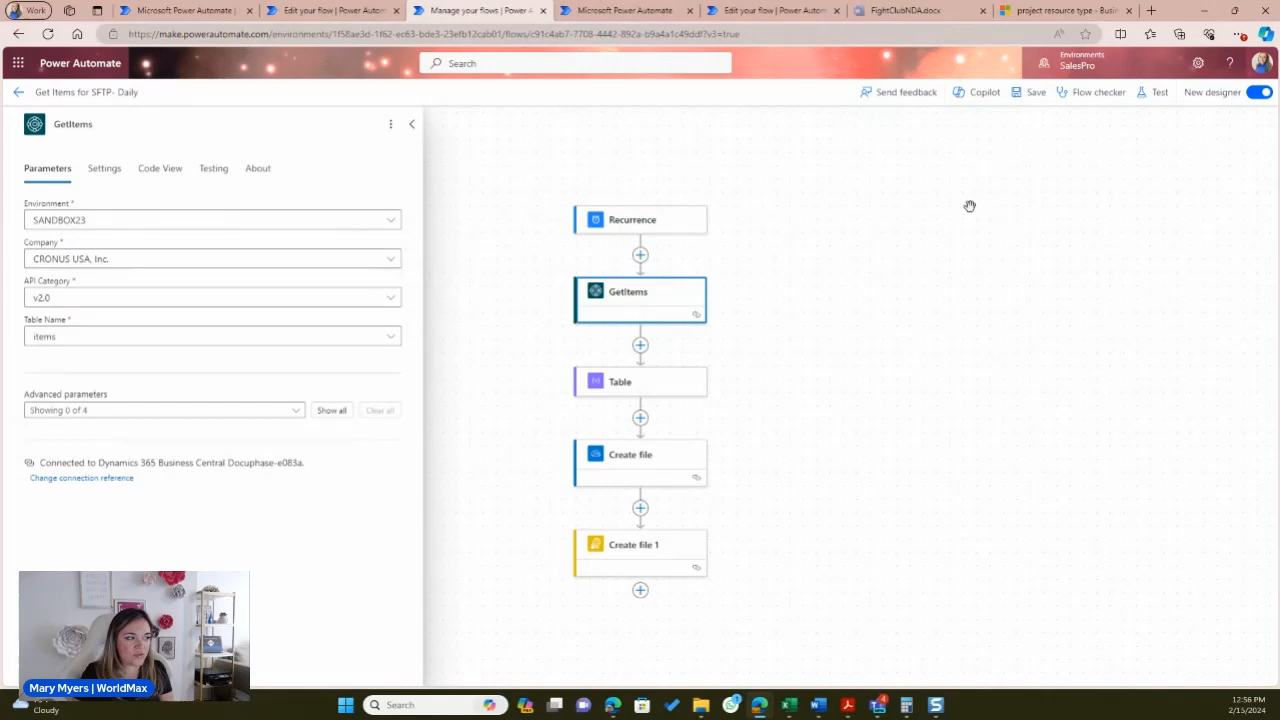 Work
Microsoft Power Automate
Edit your flow | Power Autom
Manage your flows | Power A
Microsoft Power Automate
Edit your flow | Power Autom
FightClubNDA.docx
project resource type - Busin
https://make.powerautomate.com/environments/1f58ae3d-1f62-ec63-bde3-23efb12cab01/flows/c91c4ab7-7708-4442-892a-b9a4a1c49ddf?v3=true
Power Automate
Search
Environments
SalesPro
Get Items for SFTP- Daily
Send feedback
Copilot
Save
Flow checker
Test
New designer
GetItems
Parameters
Settings
Code View
Testing
About
Environment *
SANDBOX23
Company *
CRONUS USA, Inc.
API Category *
v2.0
Table Name *
items
Advanced parameters
Showing 0 of 4
Show all
Clear all
Connected to Dynamics 365 Business Central Docuphase-e083a.
Change connection reference
Recurrence
GetItems
Table
Create file
Create file 1
Mary Myers | WorldMax
Cloudy
Search
12:56 PM
2/15/2024